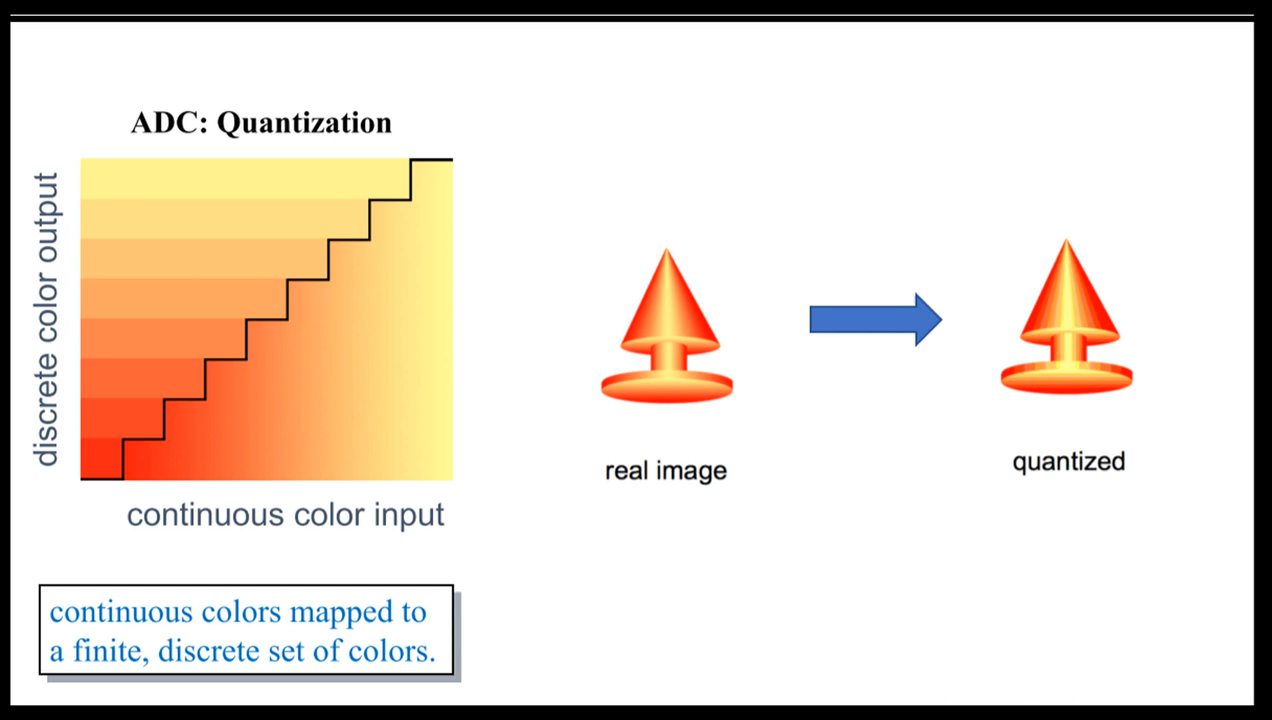 ADC: Quantization
discrete color output
continuous color input
continuous colors mapped to
a finite, discrete set of colors.
real image
quantized